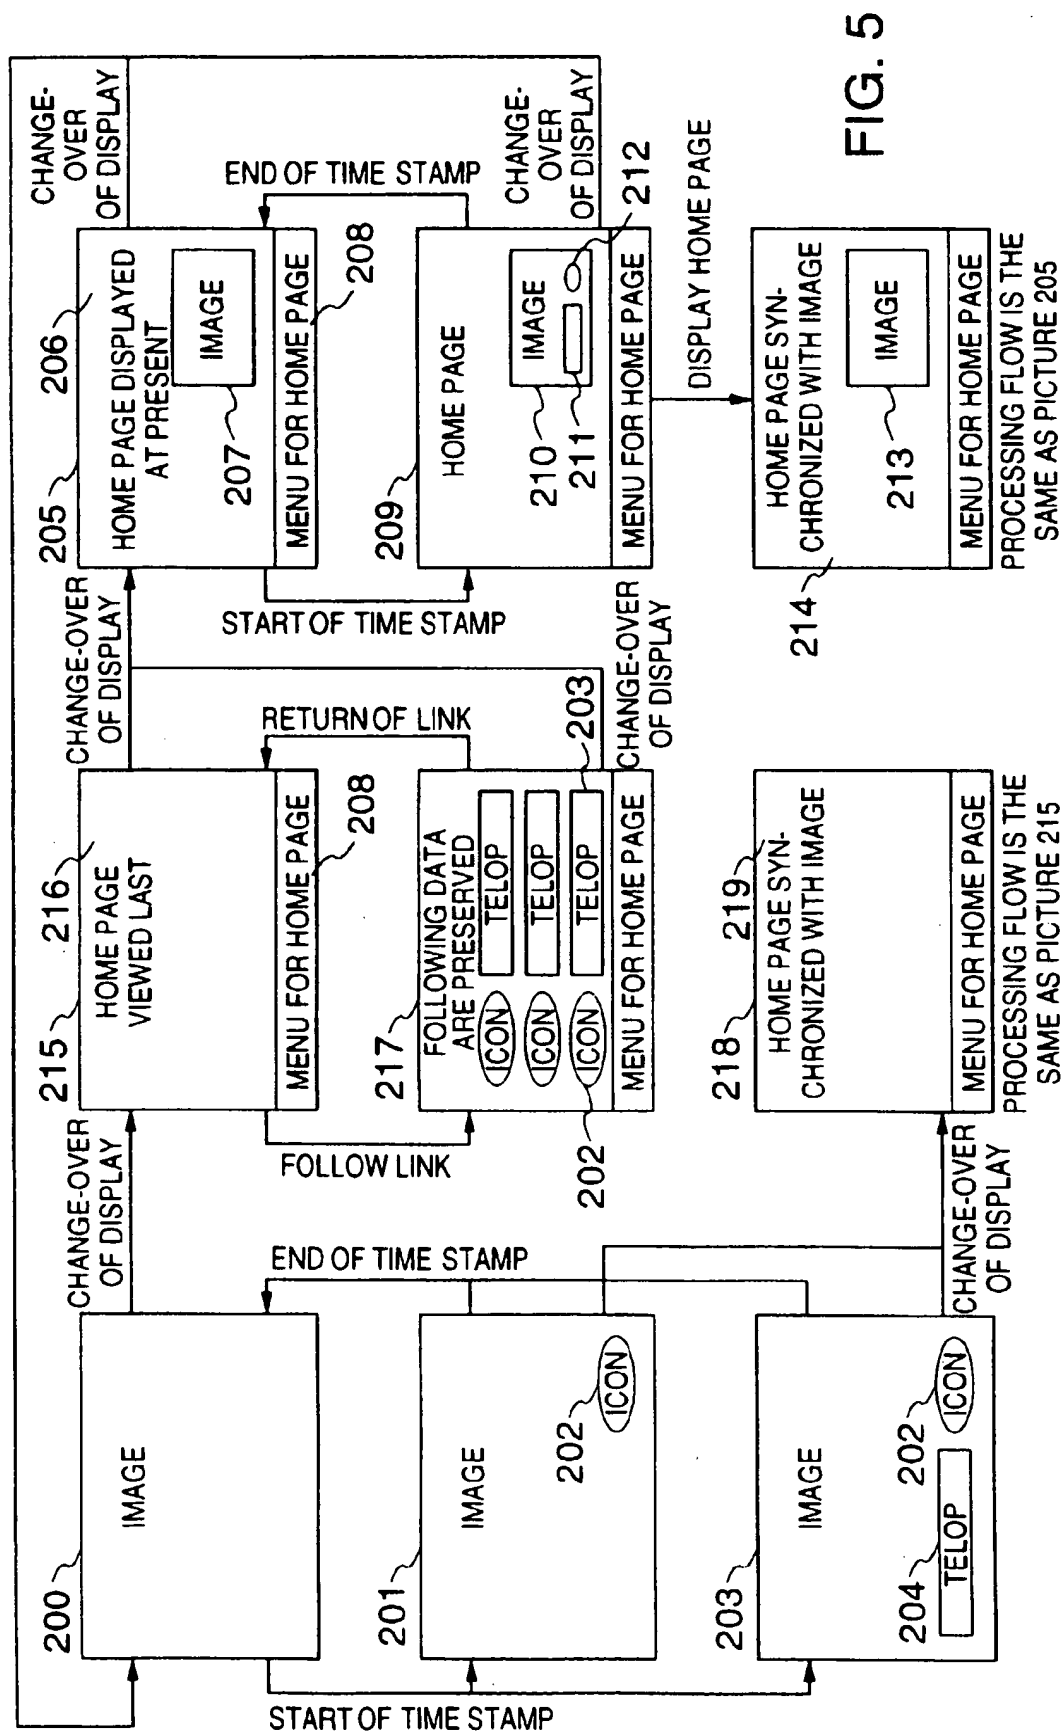 CHANGE-
OVER
OF DISPLAY
205
206
HOME PAGE DISPLAYED
AT PRESENT
IMAGE
207
MENU FOR HOME PAGE
208
END OF TIME STAMP
START OF TIME STAMP
CHANGE-
OVER
OF DISPLAY
209
HOME PAGE
IMAGE
210
211
212
MENU FOR HOME PAGE
DISPLAY HOME PAGE
HOME PAGE SYN-
CHRONIZED WITH IMAGE
IMAGE
213
214
MENU FOR HOME PAGE
PROCESSING FLOW IS THE
SAME AS PICTURE 205
CHANGE-OVER
OF DISPLAY
215
216
HOME PAGE
VIEWED LAST
MENU FOR HOME PAGE
208
RETURN OF LINK
FOLLOW LINK
217
FOLLOWING DATA
ARE PRESERVED
ICON
TELOP
ICON
TELOP
ICON
TELOP
202
203
MENU FOR HOME PAGE
CHANGE-OVER
OF DISPLAY
218
219
HOME PAGE SYN-
CHRONIZED WITH IMAGE
MENU FOR HOME PAGE
PROCESSING FLOW IS THE
SAME AS PICTURE 215
CHANGE-OVER
OF DISPLAY
200
IMAGE
END OF TIME STAMP
201
IMAGE
202
ICON
203
IMAGE
204
TELOP
202
ICON
CHANGE-OVER
OF DISPLAY
START OF TIME STAMP
FIG. 5